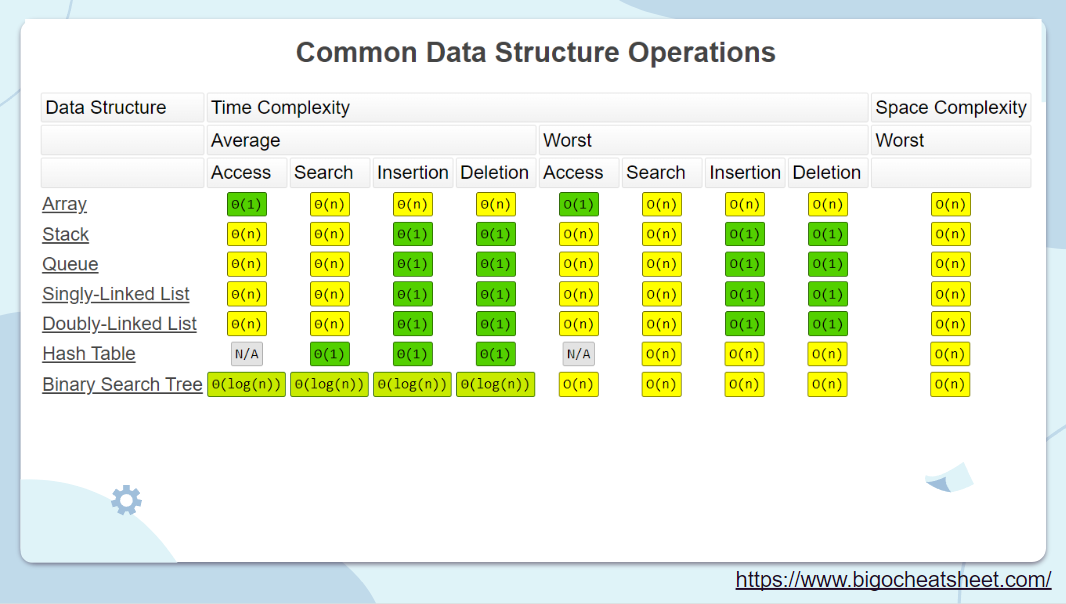 Common Data Structure Operations
Data Structure Time Complexity Space Complexity
Average Worst Worst
Access Search Insertion Deletion Access Search Insertion Deletion
Array Θ(1) Θ(n) Θ(n) Θ(n) O(1) O(n) O(n) O(n) O(n)
Stack Θ(n) Θ(n) Θ(1) Θ(1) O(n) O(n) O(1) O(1) O(n)
Queue Θ(n) Θ(n) Θ(1) Θ(1) O(n) O(n) O(1) O(1) O(n)
Singly-Linked List Θ(n) Θ(n) Θ(1) Θ(1) O(n) O(n) O(1) O(1) O(n)
Doubly-Linked List Θ(n) Θ(n) Θ(1) Θ(1) O(n) O(n) O(1) O(1) O(n)
Hash Table N/A Θ(1) Θ(1) Θ(1) N/A O(n) O(n) O(n) O(n)
Binary Search Tree Θ(log(n)) Θ(log(n)) Θ(log(n)) Θ(log(n)) O(n) O(n) O(n) O(n) O(n)
https://www.bigocheatsheet.com/